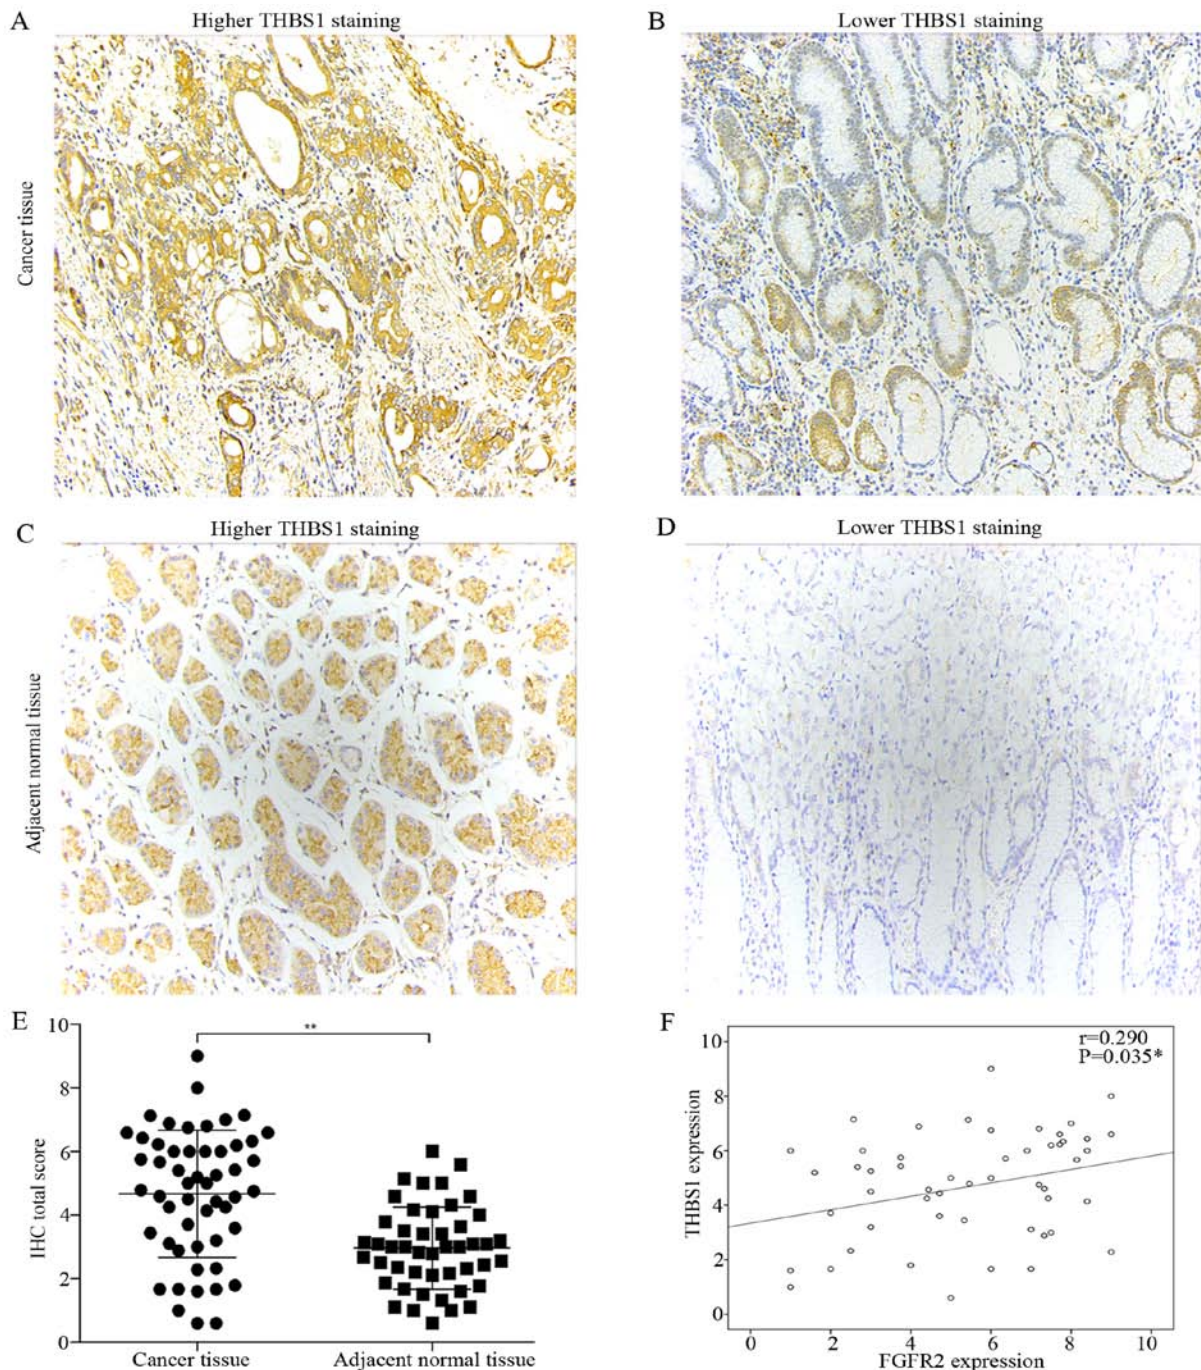 A
Higher THBS1 staining
B
Lower THBS1 staining
Cancer tissue
C
Higher THBS1 staining
D
Lower THBS1 staining
Adjacent normal tissue
E
**
IHC total score
10
8
6
4
2
0
Cancer tissue
Adjacent normal tissue
F
r=0.290
P=0.035*
THBS1 expression
10
8
6
4
2
0
0 2 4 6 8 10
FGFR2 expression